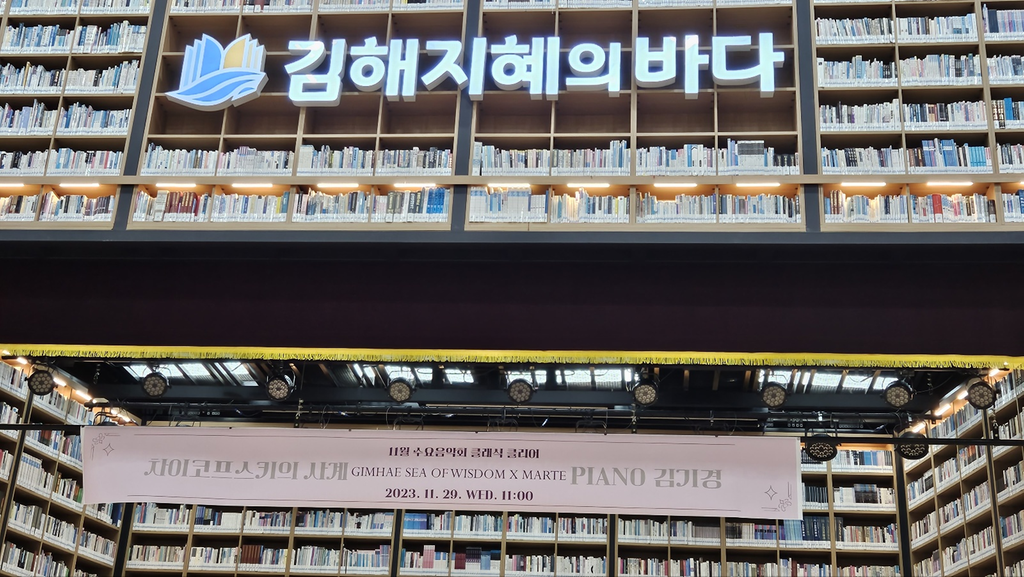 김해지혜의바다
11월 수요음악회 클래식 클리어
차이코프스키의 사계 GIMHAE SEA OF WISDOM X MARTE PIANO 김기경
2023. 11. 29. WED. 11:00